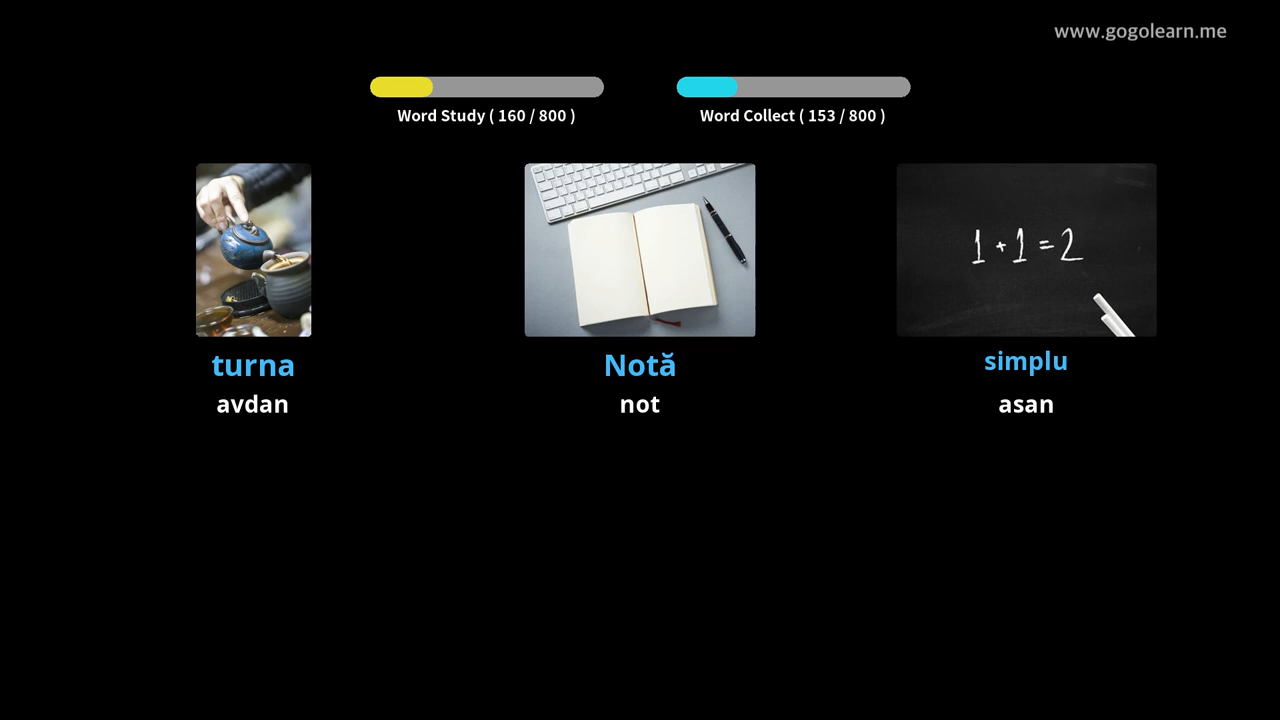 www.gogolearn.me
Word Study ( 160 / 800 )
Word Collect ( 153 / 800 )
1 + 1 = 2
turna
Notă
simplu
avdan
not
asan